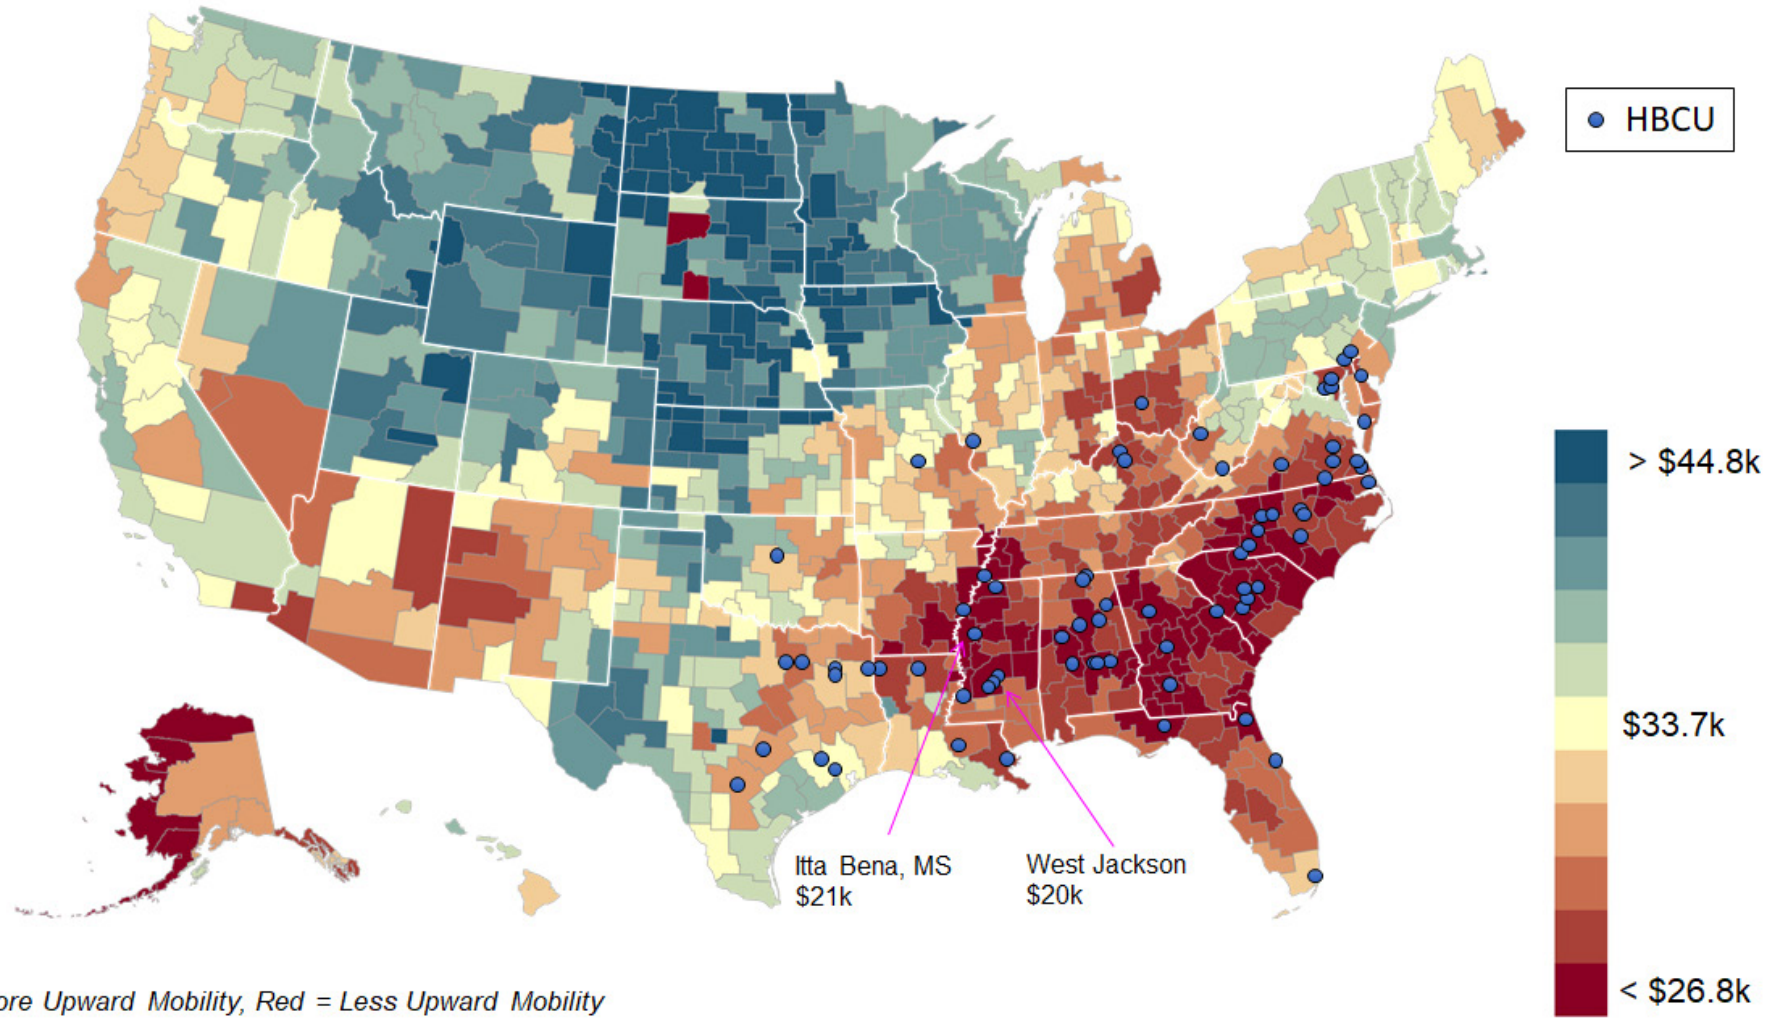 HBCU
> $44.8k
$33.7k
< $26.8k
Itta Bena, MS
$21k
West Jackson
$20k
Upward Mobility, Red = Less Upward Mobility